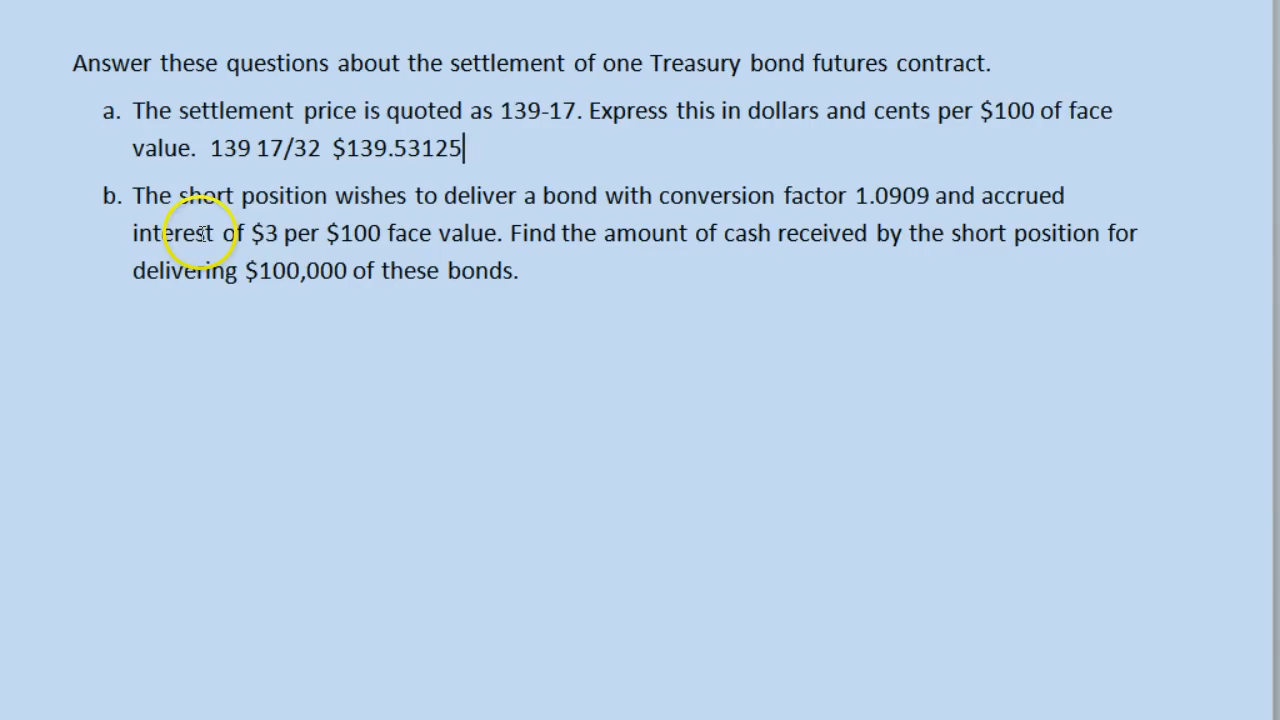 Answer these questions about the settlement of one Treasury bond futures contract.
a. The settlement price is quoted as 139-17. Express this in dollars and cents per $100 of face
value. 139 17/32 $139.53125
b. The short position wishes to deliver a bond with conversion factor 1.0909 and accrued
interest of $3 per $100 face value. Find the amount of cash received by the short position for
delivering $100,000 of these bonds.